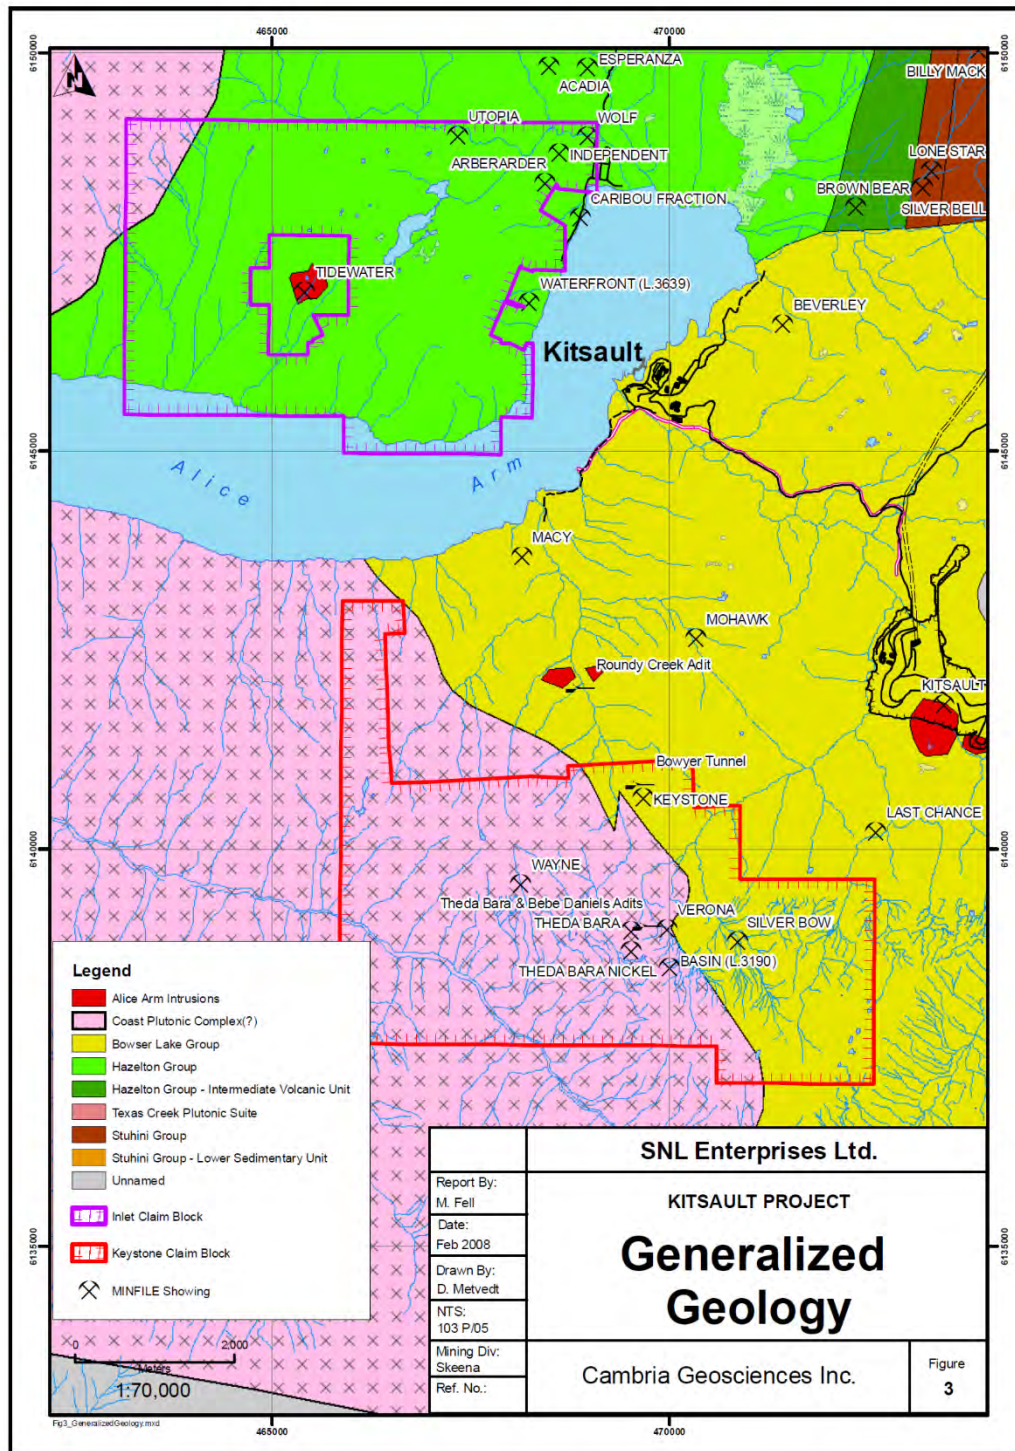 465000
470000
6150000
6150000
N
ESPERANZA
ACADIA
BILLY MACK
UTOPIA
WOLF
INDEPENDENT
LONE STAR
ARBERARDER
BROWN BEAR
CARIBOU FRACTION
SILVER BELL
TIDEWATER
WATERFRONT (L.3639)
BEVERLEY
Kitsault
6145000
6145000
Alice Arm
MACY
MOHAWK
Roundy Creek Adit
KITSAULT
Bowyer Tunnel
KEYSTONE
LAST CHANCE
6140000
6140000
WAYNE
Theda Bara & Bebe Daniels Adits
VERONA
THEDA BARA
SILVER BOW
BASIN (L.3190)
THEDA BARA NICKEL
Legend
Alice Arm Intrusions
Coast Plutonic Complex(?)
Bowser Lake Group
Hazelton Group
Hazelton Group - Intermediate Volcanic Unit
Texas Creek Plutonic Suite
Stuhini Group
Stuhini Group - Lower Sedimentary Unit
Unnamed
Inlet Claim Block
Keystone Claim Block
MINFILE Showing
6135000
6135000
0
2,000
Meters
1:70,000
SNL Enterprises Ltd.
Report By:
M. Fell
KITSAULT PROJECT
Date:
Feb 2008
Generalized
Geology
Drawn By:
D. Metvedt
NTS:
103 P/05
Mining Div:
Skeena
Cambria Geosciences Inc.
Figure
3
Ref. No.:
465000
470000
Fig3_GeneralizedGeology.mxd